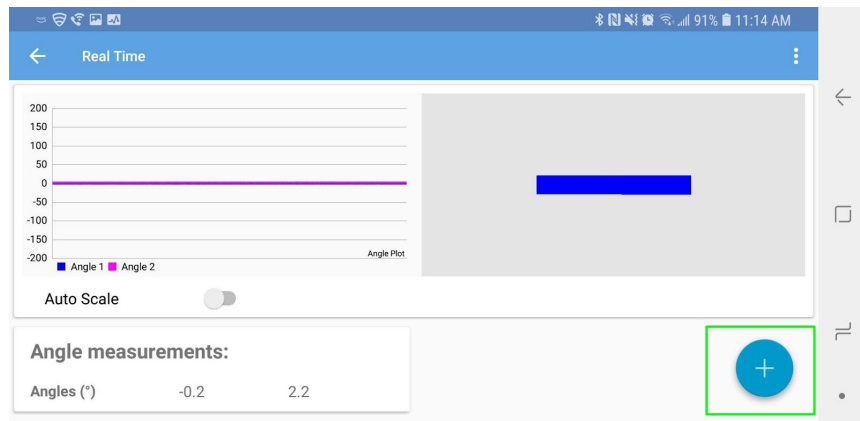 91% 11:14 AM
Real Time
200
150
100
50
0
-50
-100
-150
-200
Angle Plot
Angle 1 Angle 2
Auto Scale
Angle measurements:
Angles (°) -0.2 2.2